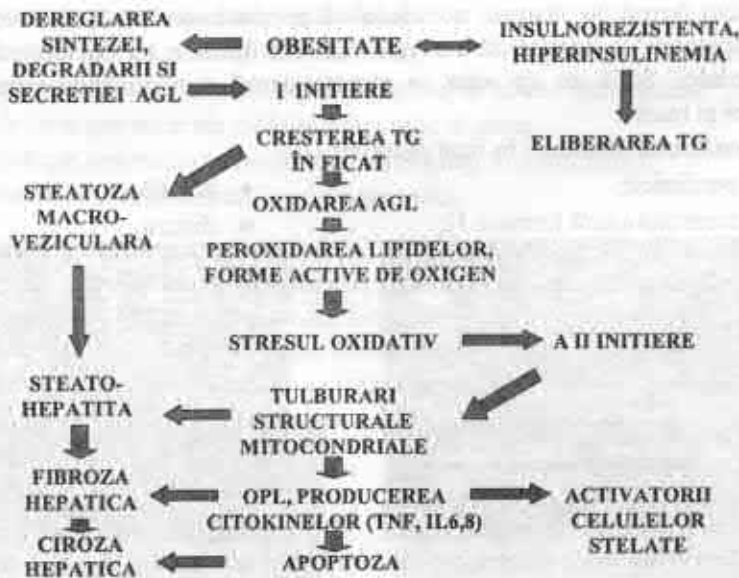 DEREGLAREA
SINTEZEI,
DEGRADARII SI
SECRETIEI AGL
OBESITATE
INSULNOREZISTENTA,
HIPERINSULINEMIA
I INITIERE
ELIBERAREA TG
CRESTEREA TG
ÎN FICAT
STEATOZA
MACRO-
VEZICULARA
OXIDAREA AGL
PEROXIDAREA LIPIDELOR,
FORME ACTIVE DE OXIGEN
STRESUL OXIDATIV
A II INITIERE
STEATO-
HEPATITA
TULBURARI
STRUCTURALE
MITOCONDRIALE
FIBROZA
HEPATICA
OPL, PRODUCEREA
CITOKINELOR (TNF, IL6,8)
ACTIVATORII
CELULELOR
STELATE
CIROZA
HEPATICA
APOPTOZA